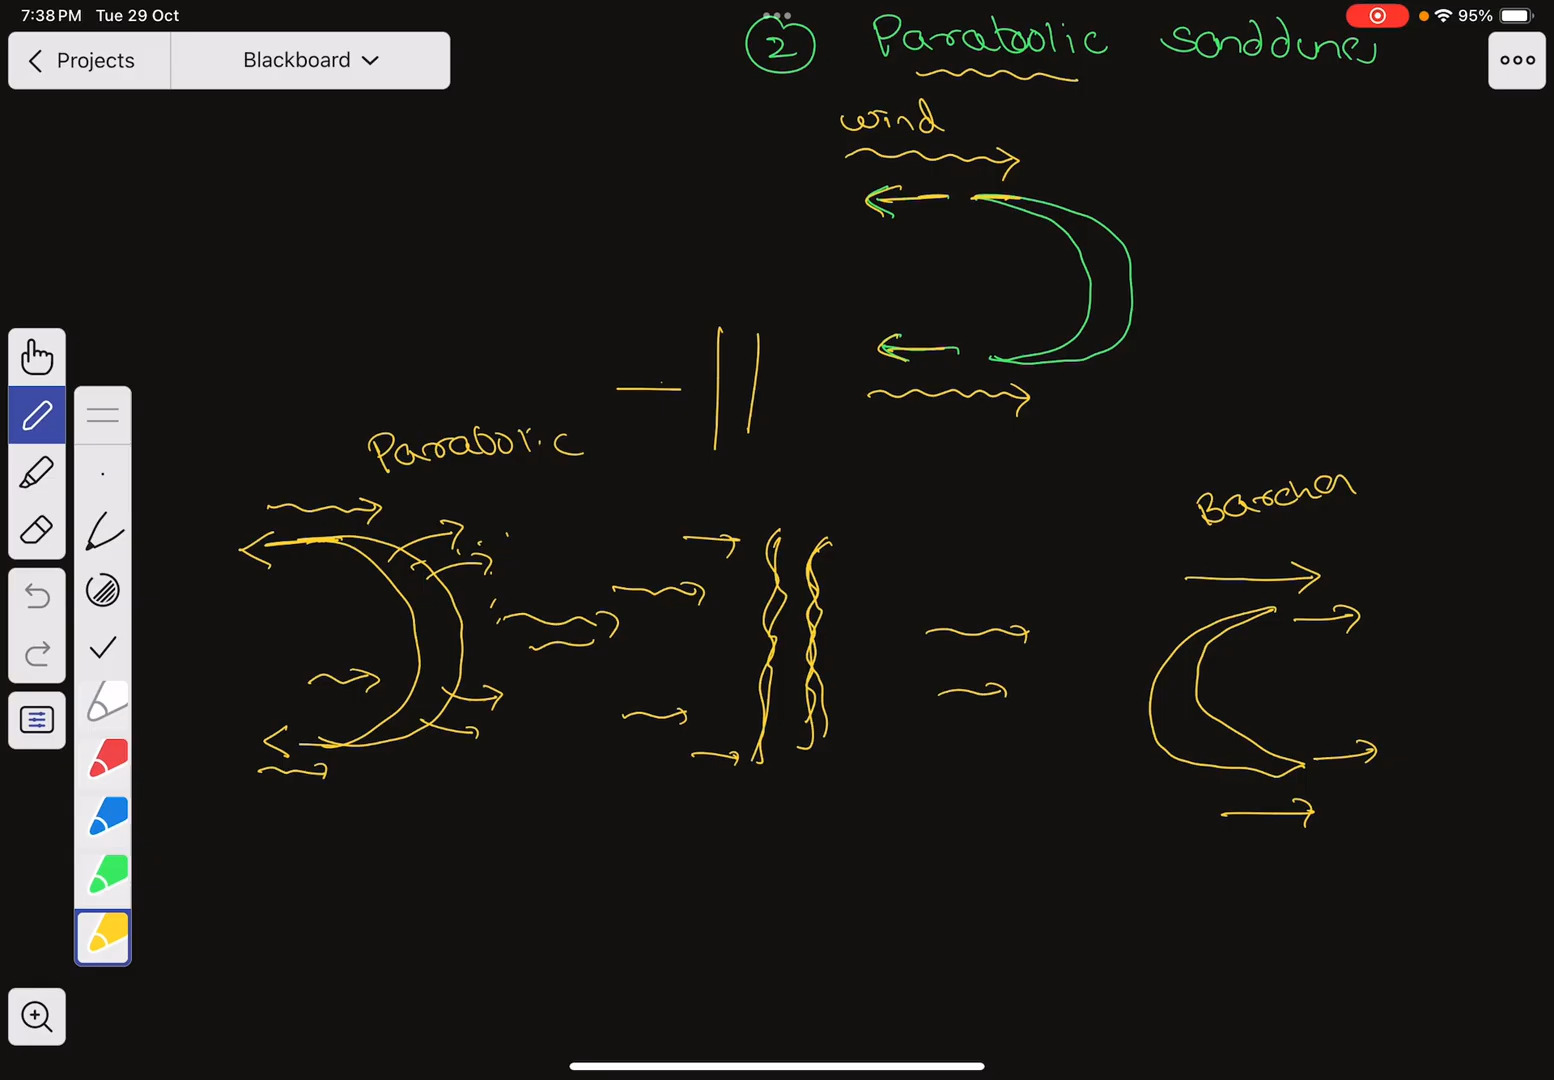 7:38 PM Tue 29 Oct
95%
Projects
Blackboard
2 Parabolic sanddunes
wind
Parabolic
Barchan